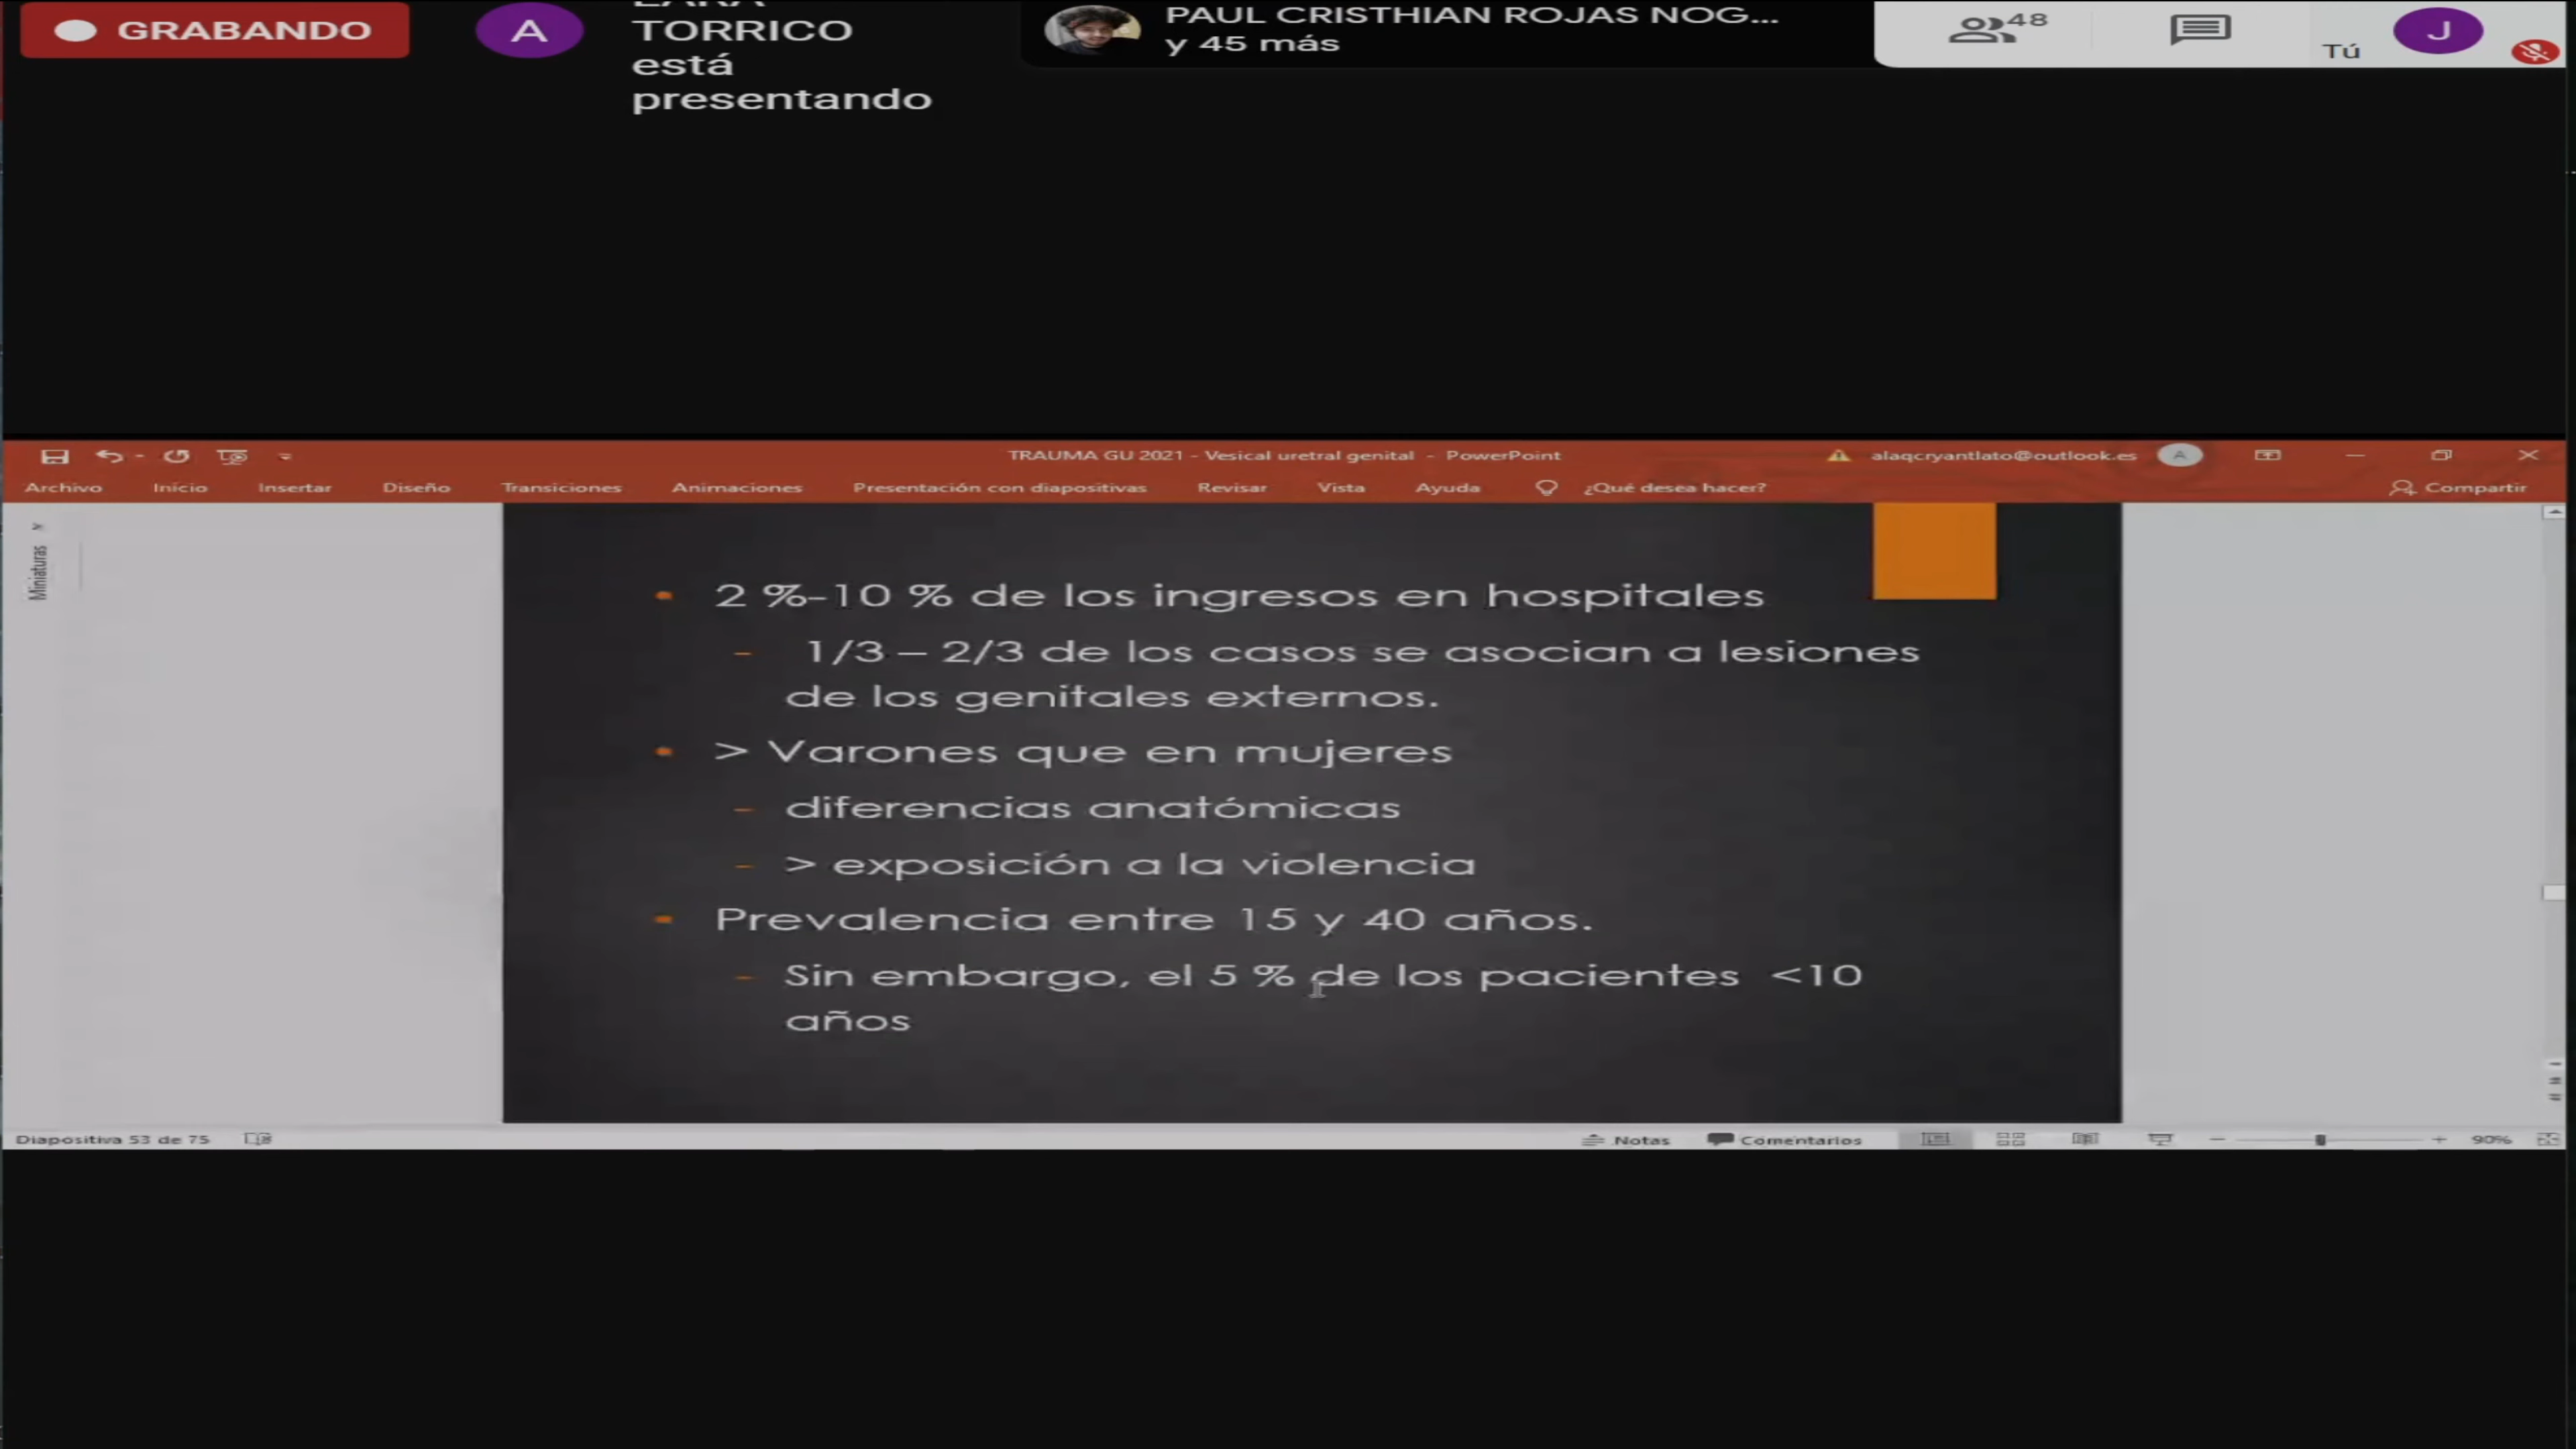 GRABANDO
A
TORRICO
está
presentando
PAUL CRISTHIAN ROJAS NOG...
y 45 más
48
Tú
J
TRAUMA GU 2021 - Vesical uretral genital - PowerPoint
alaqcryantlato@outlook.es
A
Archivo
Inicio
Insertar
Diseño
Transiciones
Animaciones
Presentación con diapositivas
Revisar
Vista
Ayuda
¿Qué desea hacer?
Compartir
Miniaturas
• 2 %-10 % de los ingresos en hospitales
– 1/3 – 2/3 de los casos se asocian a lesiones
de los genitales externos.
• > Varones que en mujeres
– diferencias anatómicas
– > exposición a la violencia
• Prevalencia entre 15 y 40 años.
– Sin embargo, el 5 % de los pacientes <10
años
Diapositiva 53 de 75
Notas
Comentarios
90%